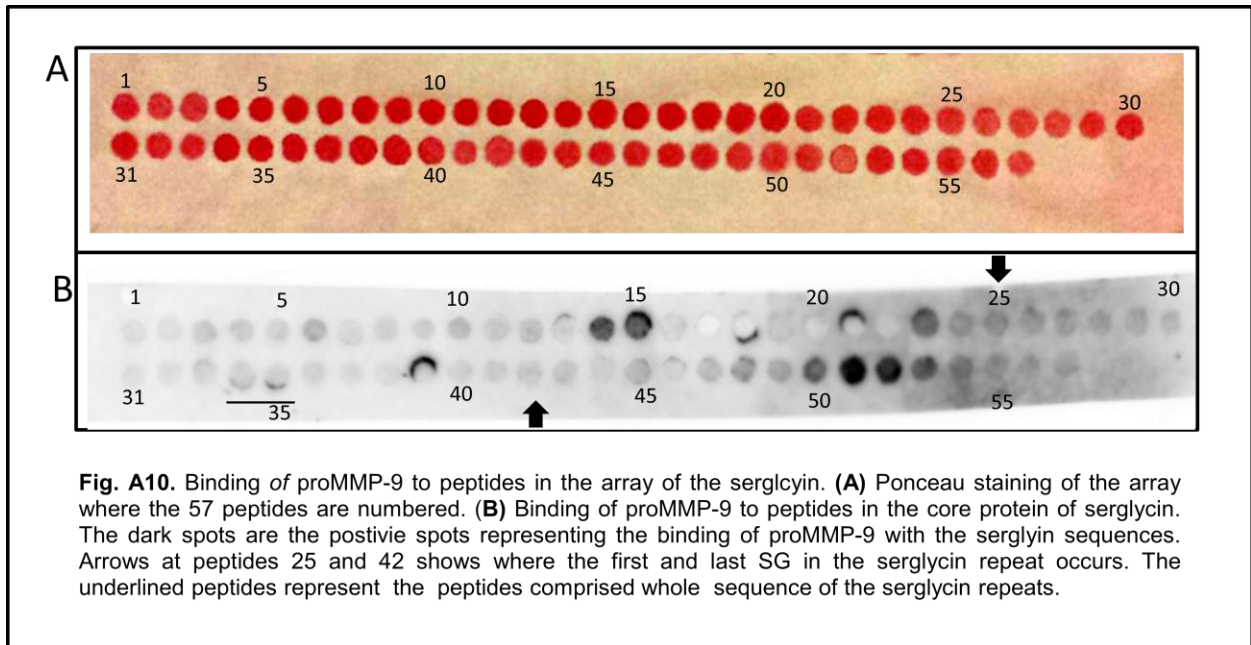 A
1 5 10 15 20 25 30
31 35 40 45 50 55
B
1 5 10 15 20 25 30
31 35 40 45 50 55
Fig. A10. Binding of proMMP-9 to peptides in the array of the serglcyin. (A) Ponceau staining of the array
where the 57 peptides are numbered. (B) Binding of proMMP-9 to peptides in the core protein of serglycin.
The dark spots are the postivie spots representing the binding of proMMP-9 with the serglyin sequences.
Arrows at peptides 25 and 42 shows where the first and last SG in the serglycin repeat occurs. The
underlined peptides represent the peptides comprised whole sequence of the serglycin repeats.